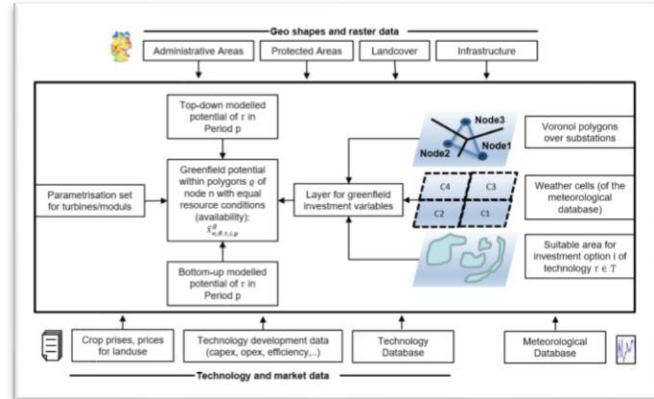 Geo shapes and raster data
Administrative Areas
Protected Areas
Landcover
Infrastructure
Top-down modelled
potential of r in
Period p
Parametrisation set
for turbines/moduls
Greenfield potential
within polygons ϱ of
node n with equal
resource conditions
(availability):
Bottom-up modelled
potential of r in
Period p
Layer for greenfield
investment variables
Node3
Node2
Node1
C4
C3
C2
C1
Voronoi polygons
over substations
Weather cells (of the
meteorological
database)
Suitable area for
investment option i of
technology r ∈ T
Crop prises, prices
for landuse
Technology development data
(capex, opex, efficiency,..)
Technology
Database
Meteorological
Database
Technology and market data